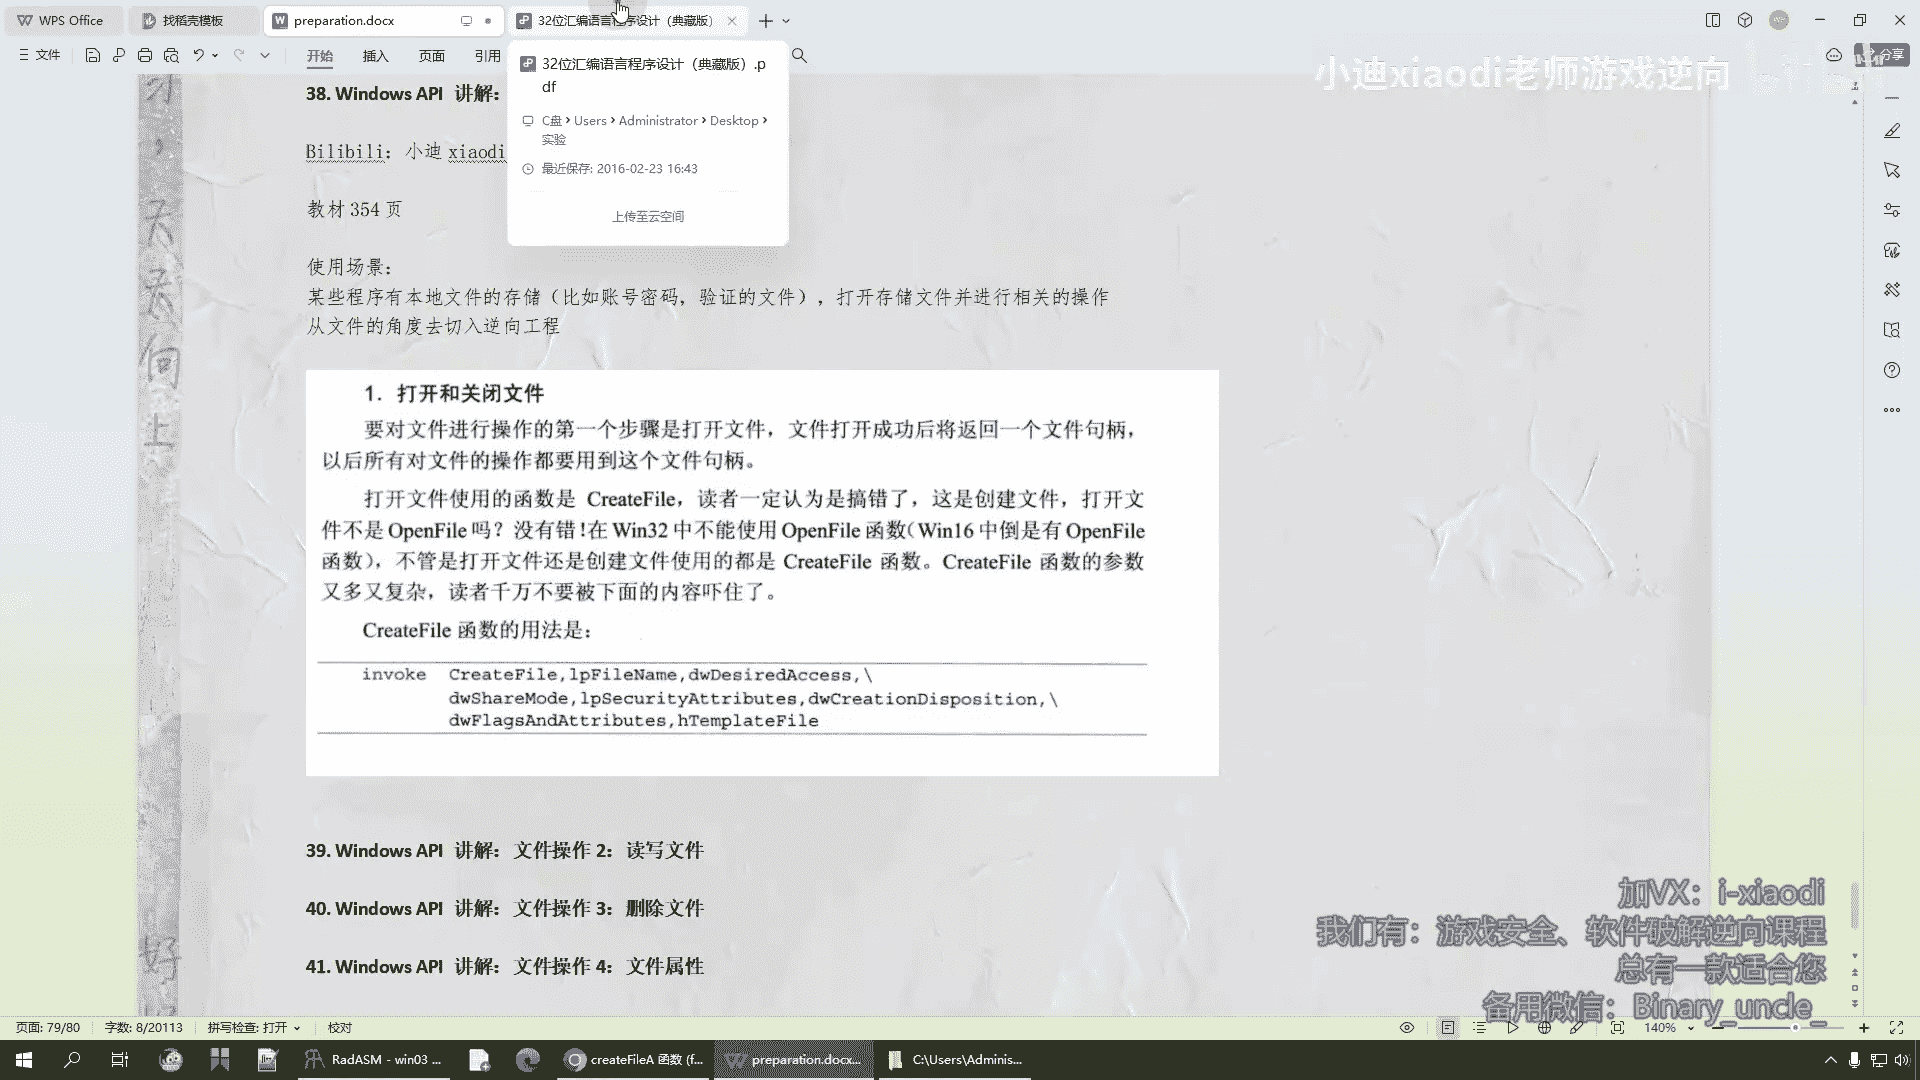 WPS Office
找稻壳模板
preparation.docx
32位汇编语言程序设计（典藏版）
文件
开始
插入
页面
引用
分享
32位汇编语言程序设计（典藏版）.p
df
C盘 › Users › Administrator › Desktop ›
实验
最近保存: 2016-02-23 16:43
上传至云空间
小迪xiaodi老师游戏逆向
38. Windows API 讲解：
Bilibili：小迪 xiaodi
教材 354 页
使用场景：
某些程序有本地文件的存储（比如账号密码，验证的文件），打开存储文件并进行相关的操作
从文件的角度去切入逆向工程
1. 打开和关闭文件
要对文件进行操作的第一个步骤是打开文件，文件打开成功后将返回一个文件句柄，
以后所有对文件的操作都要用到这个文件句柄。
打开文件使用的函数是 CreateFile，读者一定认为是搞错了，这是创建文件，打开文
件不是 OpenFile 吗？没有错！在 Win32 中不能使用 OpenFile 函数（Win16 中倒是有 OpenFile
函数），不管是打开文件还是创建文件使用的都是 CreateFile 函数。CreateFile 函数的参数
又多又复杂，读者千万不要被下面的内容吓住了。
CreateFile 函数的用法是：
invoke CreateFile,lpFileName,dwDesiredAccess,\
dwShareMode,lpSecurityAttributes,dwCreationDisposition,\
dwFlagsAndAttributes,hTemplateFile
39. Windows API 讲解：文件操作 2：读写文件
40. Windows API 讲解：文件操作 3：删除文件
41. Windows API 讲解：文件操作 4：文件属性
加VX：i-xiaodi
我们有：游戏安全、软件破解逆向课程
总有一款适合您
备用微信：Binary_uncle_
页面: 79/80
字数: 8/20113
拼写检查: 打开
校对
140%
RadASM - win03 ...
createFileA 函数 (f...
preparation.docx...
C:\Users\Adminis...